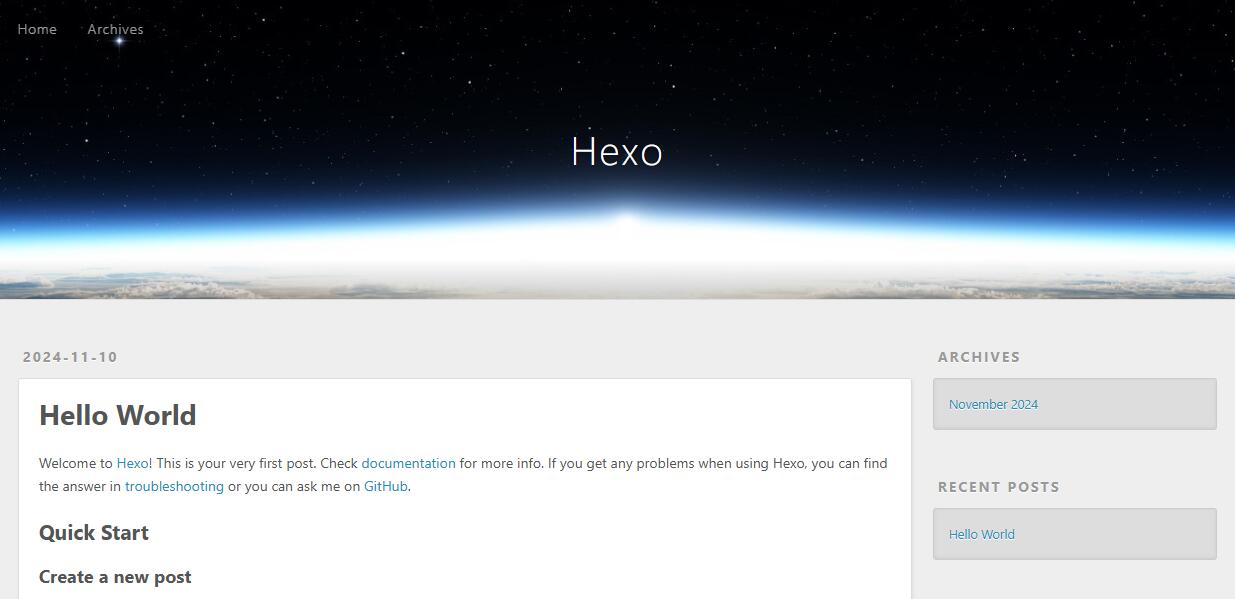 Home Archives
Hexo
2024-11-10
Hello World
Welcome to Hexo! This is your very first post. Check documentation for more info. If you get any problems when using Hexo, you can find
the answer in troubleshooting or you can ask me on GitHub.
Quick Start
Create a new post
ARCHIVES
November 2024
RECENT POSTS
Hello World